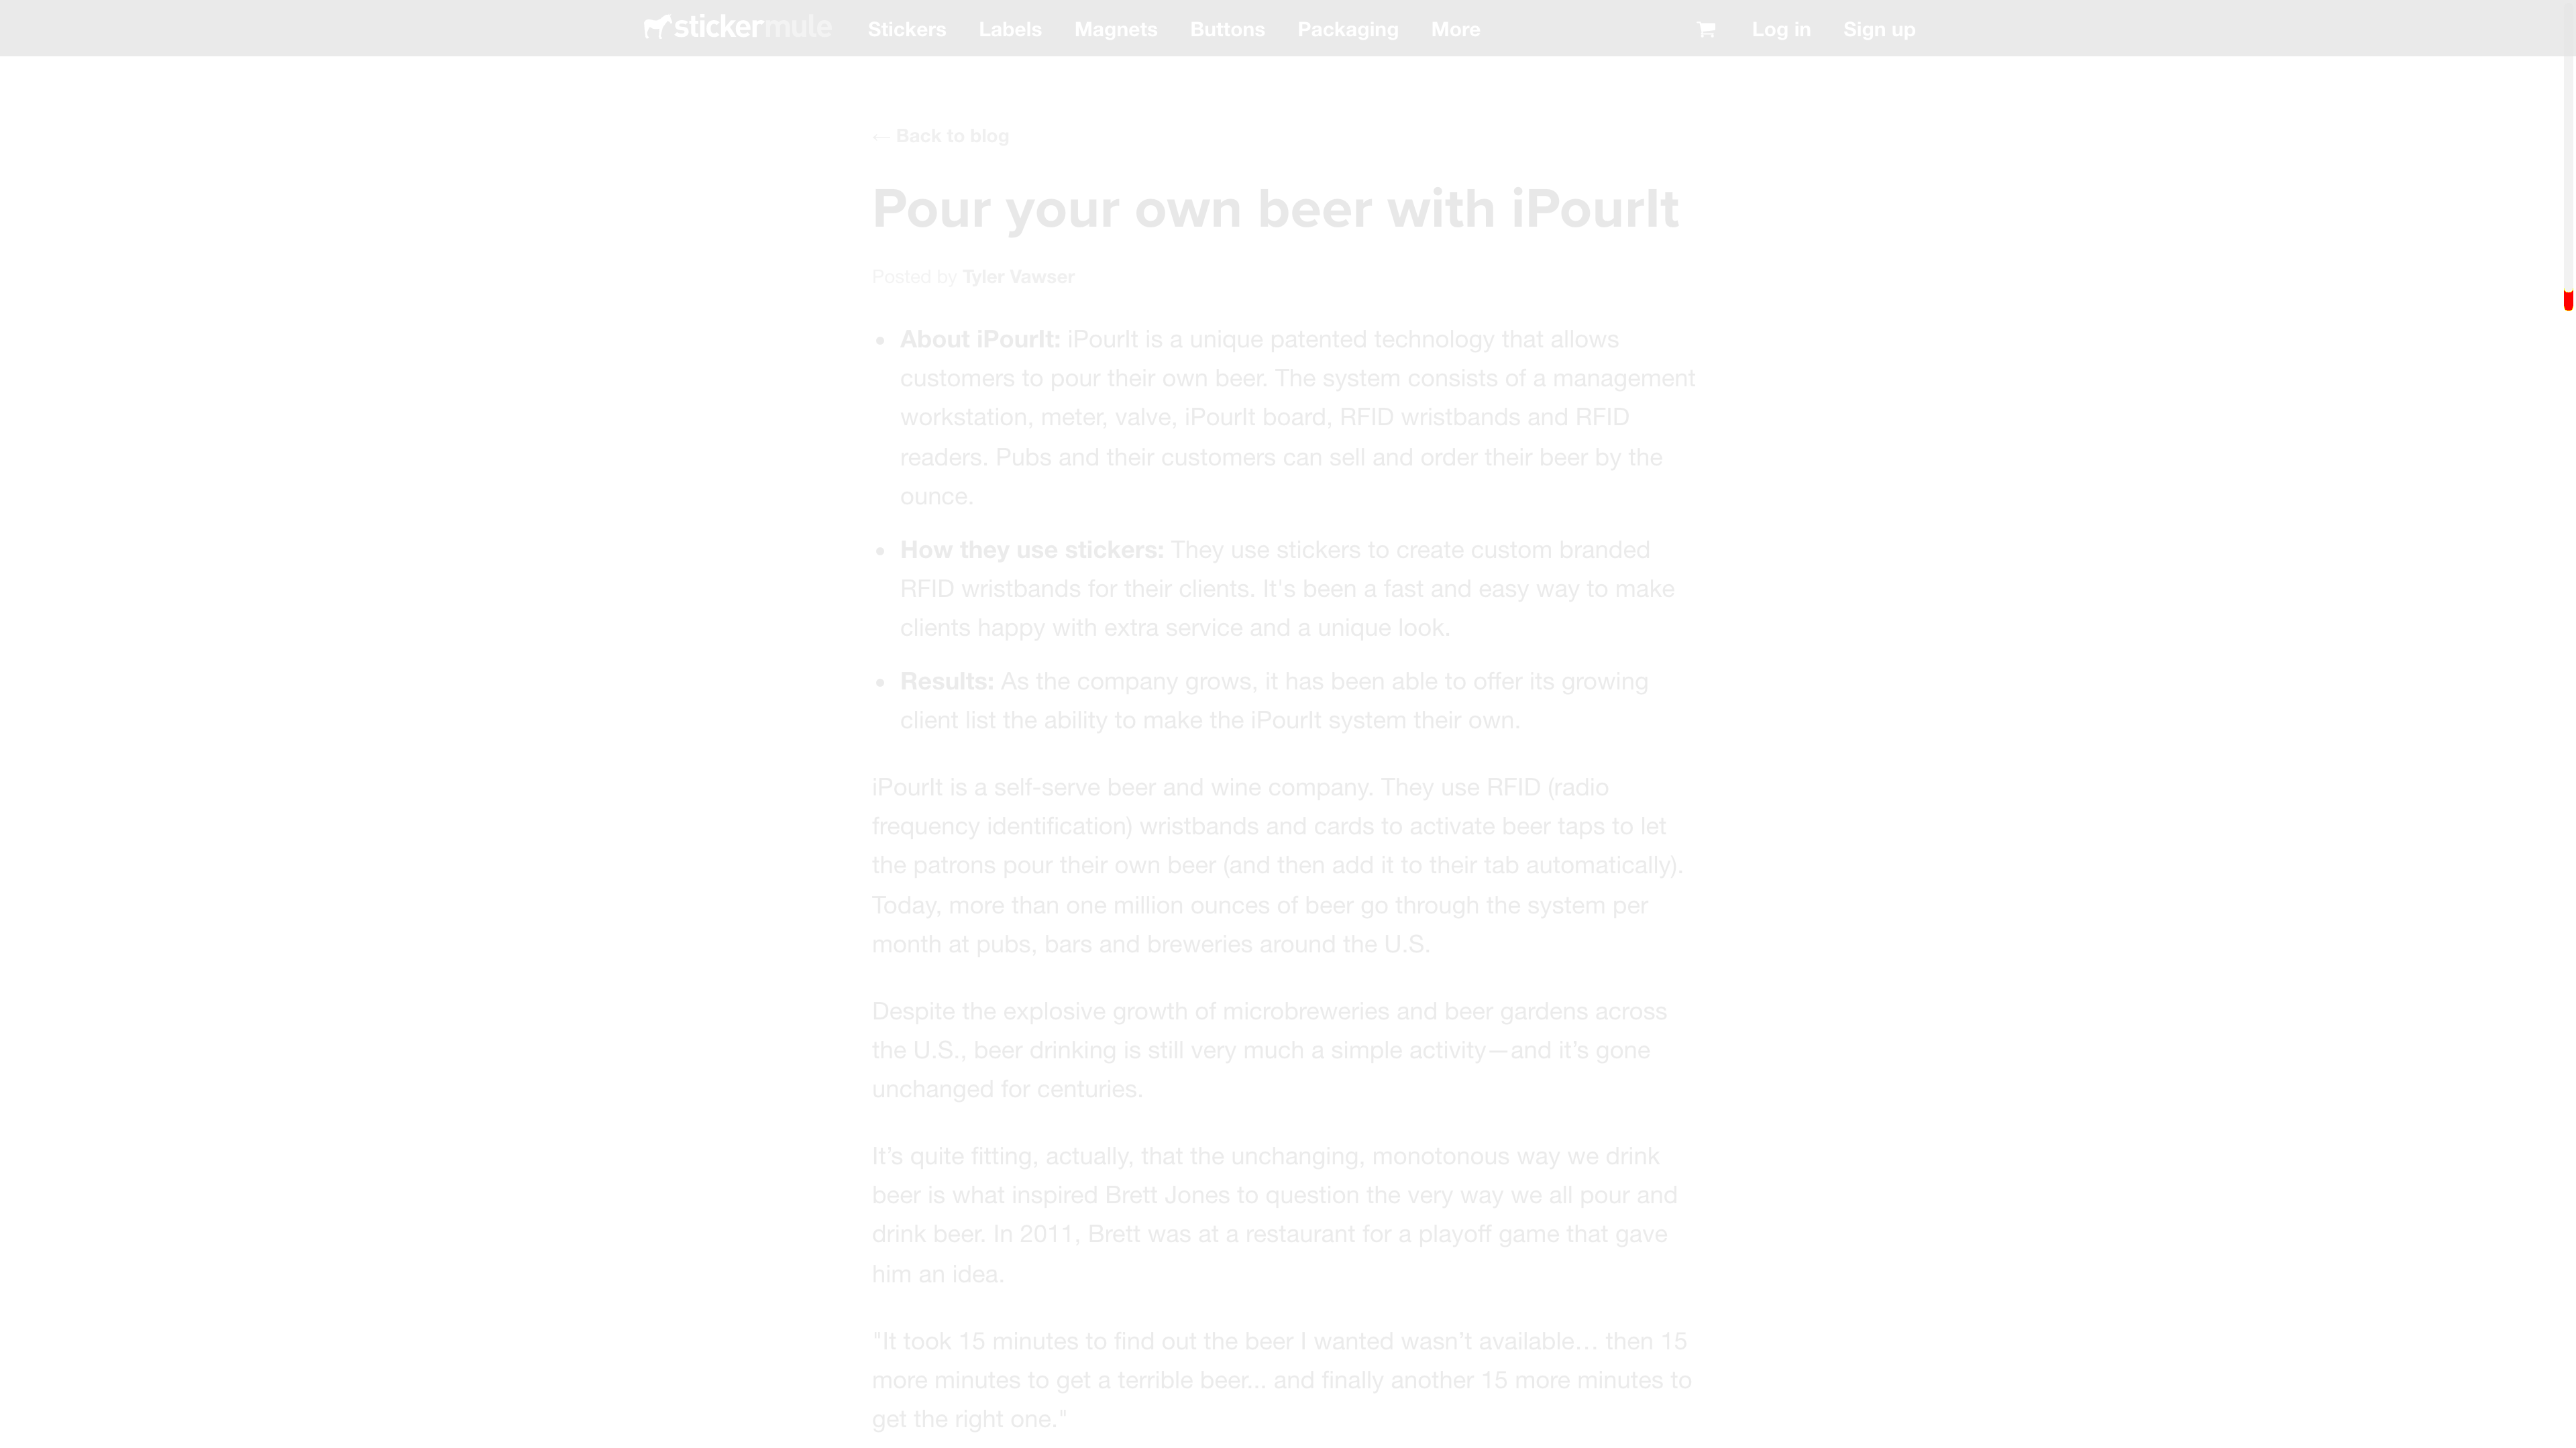 stickermule Stickers Labels Magnets Buttons Packaging More Log in Sign up
← Back to blog
Pour your own beer with iPourIt
Posted by Tyler Vawser
• About iPourIt: iPourIt is a unique patented technology that allows
customers to pour their own beer. The system consists of a management
workstation, meter, valve, iPourIt board, RFID wristbands and RFID
readers. Pubs and their customers can sell and order their beer by the
ounce.
• How they use stickers: They use stickers to create custom branded
RFID wristbands for their clients. It's been a fast and easy way to make
clients happy with extra service and a unique look.
• Results: As the company grows, it has been able to offer its growing
client list the ability to make the iPourIt system their own.
iPourIt is a self-serve beer and wine company. They use RFID (radio
frequency identification) wristbands and cards to activate beer taps to let
the patrons pour their own beer (and then add it to their tab automatically).
Today, more than one million ounces of beer go through the system per
month at pubs, bars and breweries around the U.S.
Despite the explosive growth of microbreweries and beer gardens across
the U.S., beer drinking is still very much a simple activity—and it’s gone
unchanged for centuries.
It’s quite fitting, actually, that the unchanging, monotonous way we drink
beer is what inspired Brett Jones to question the very way we all pour and
drink beer. In 2011, Brett was at a restaurant for a playoff game that gave
him an idea.
"It took 15 minutes to find out the beer I wanted wasn’t available… then 15
more minutes to get a terrible beer... and finally another 15 more minutes to
get the right one."